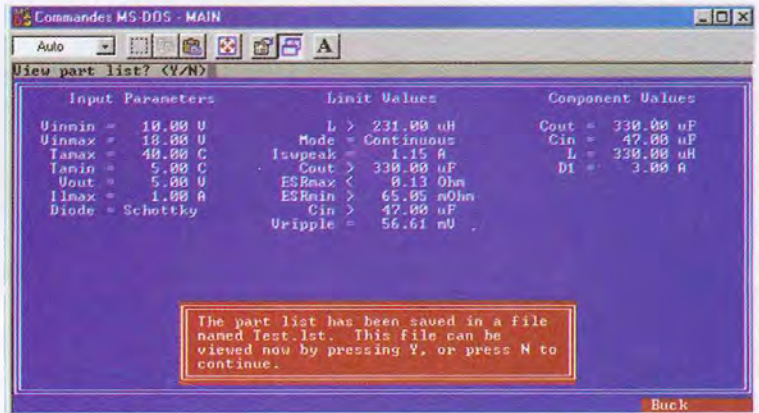 Commandes MS-DOS - MAIN
Auto
View part list? (Y/N)
Input Parameters
Vinmin = 10.00 V
Vinmax = 18.00 V
Tamax = 40.00 C
Tamin = 5.00 C
Vout = 5.00 V
Ilmax = 1.00 A
Diode = Schottky
Limit Values
L > 231.00 uH
Mode = Continuous
Iswpeak = 1.15 A
Cout > 330.00 uF
ESRmax < 0.13 Ohm
ESRmin > 65.05 mOhm
Cin > 47.00 uF
Vripple = 56.61 mV
Component Values
Cout = 330.00 uF
Cin = 47.00 uF
L = 330.00 uH
D1 = 3.00 A
The part list has been saved in a file
named Test.lst. This file can be
viewed now by pressing Y, or press N to
continue.
Buck